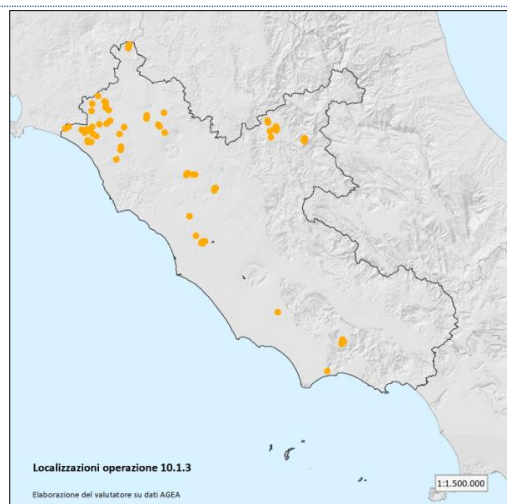 Localizzazioni operazione 10.1.3
1:1.500.000
Elaborazione del valutatore su dati AGEA